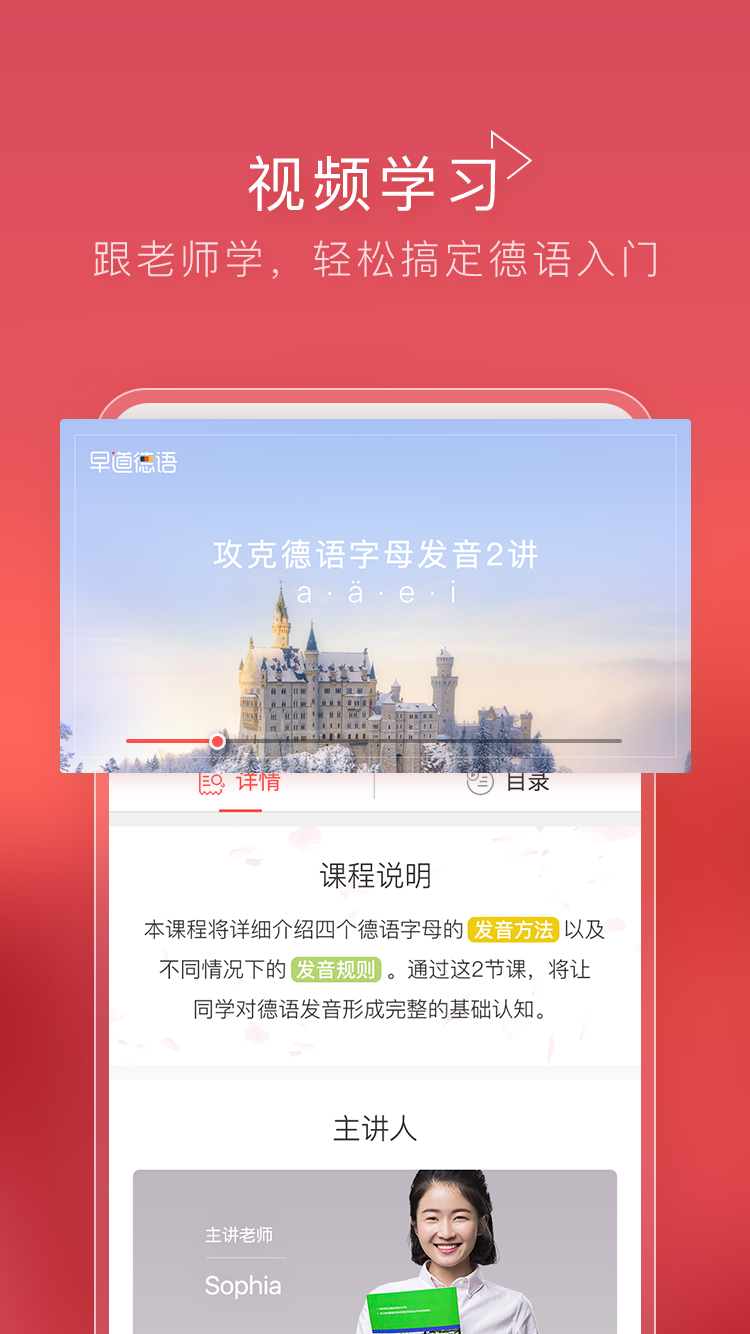 视频学习
跟老师学，轻松搞定德语入门
早道德语
攻克德语字母发音2讲
a · ä · e · i
详情
目录
课程说明
本课程将详细介绍四个德语字母的 发音方法 以及
不同情况下的 发音规则 。通过这2节课，将让
同学对德语发音形成完整的基础认知。
主讲人
主讲老师
Sophia